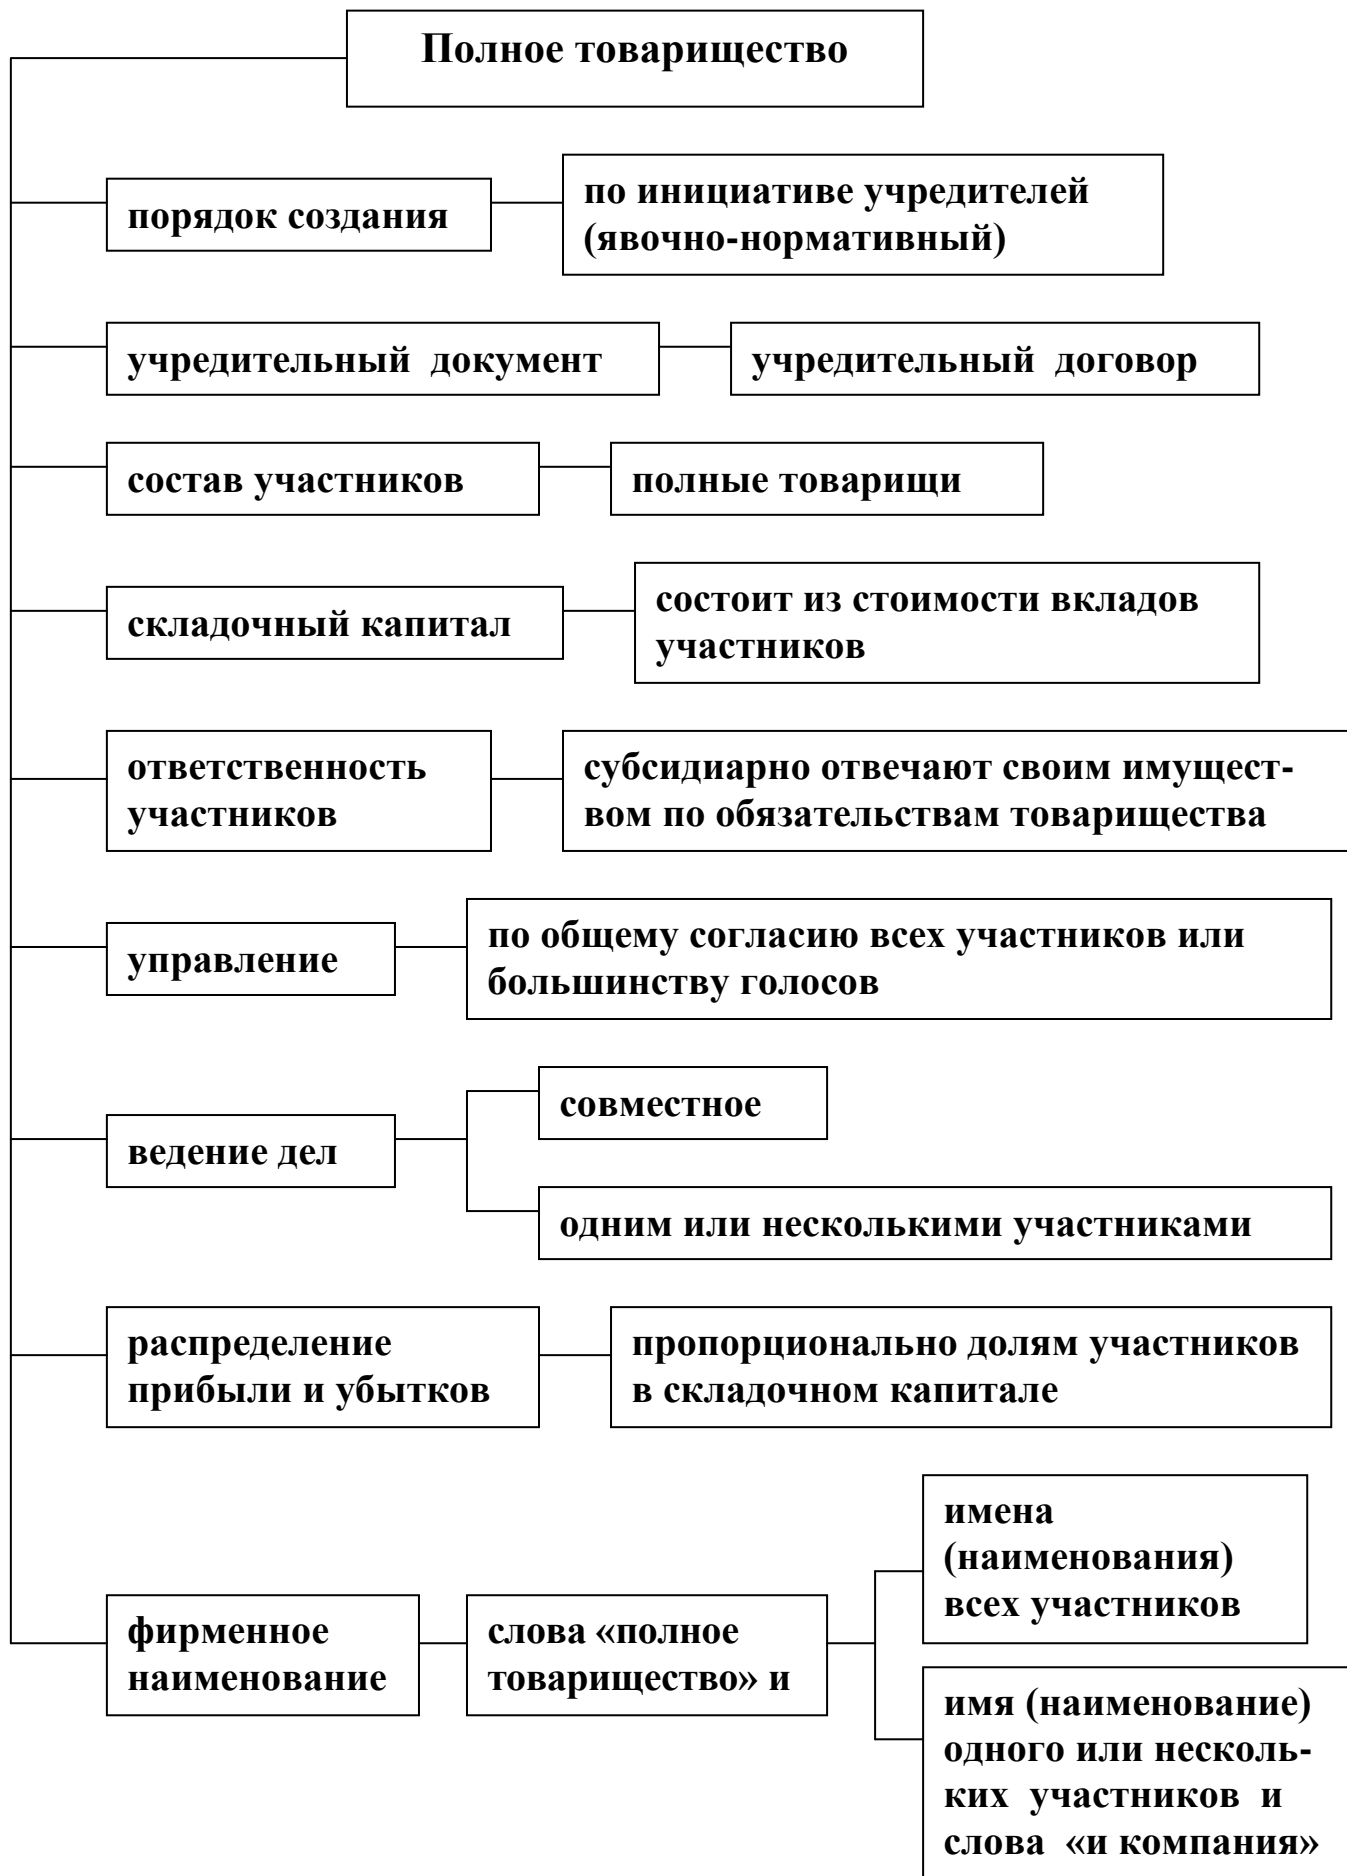 Полное товарищество
порядок создания
по инициативе учредителей
(явочно-нормативный)
учредительный документ
учредительный договор
состав участников
полные товарищи
складочный капитал
состоит из стоимости вкладов
участников
ответственность
участников
субсидиарно отвечают своим имущест-
вом по обязательствам товарищества
управление
по общему согласию всех участников или
большинству голосов
ведение дел
совместное
одним или несколькими участниками
распределение
прибыли и убытков
пропорционально долям участников
в складочном капитале
фирменное
наименование
слова «полное
товарищество» и
имена
(наименования)
всех участников
имя (наименование)
одного или несколь-
ких участников и
слова «и компания»